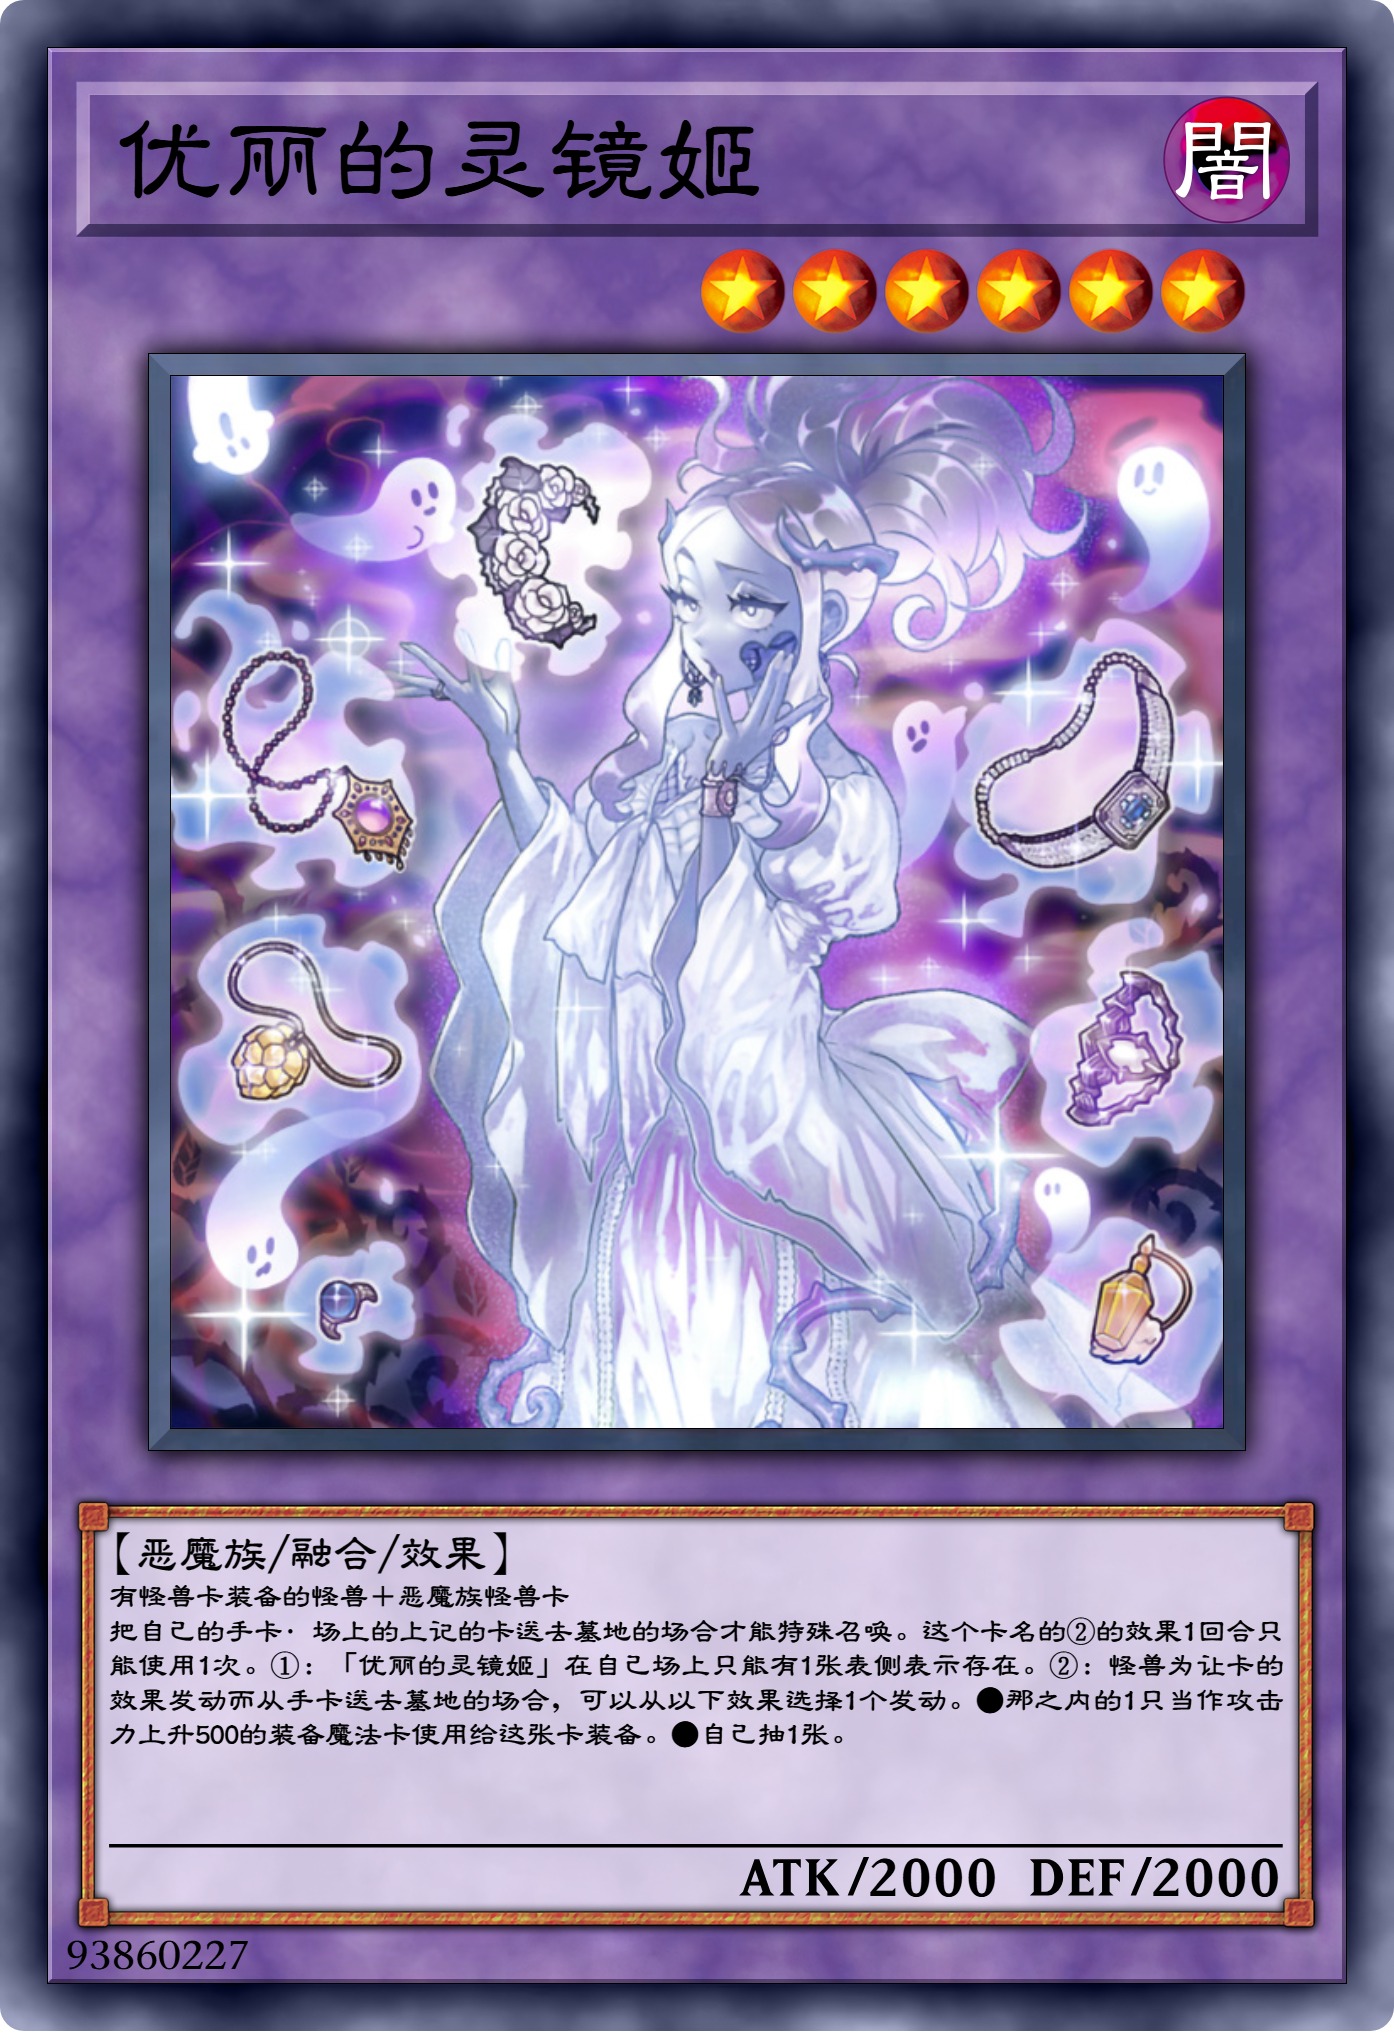 优丽的灵镜姬
闇
【恶魔族/融合/效果】
有怪兽卡装备的怪兽＋恶魔族怪兽卡
把自己的手卡·场上的上记的卡送去墓地的场合才能特殊召唤。这个卡名的②的效果1回合只
能使用1次。①：「优丽的灵镜姬」在自己场上只能有1张表侧表示存在。②：怪兽为让卡的
效果发动而从手卡送去墓地的场合，可以从以下效果选择1个发动。●那之内的1只当作攻击
力上升500的装备魔法卡使用给这张卡装备。●自己抽1张。
ATK/2000 DEF/2000
93860227